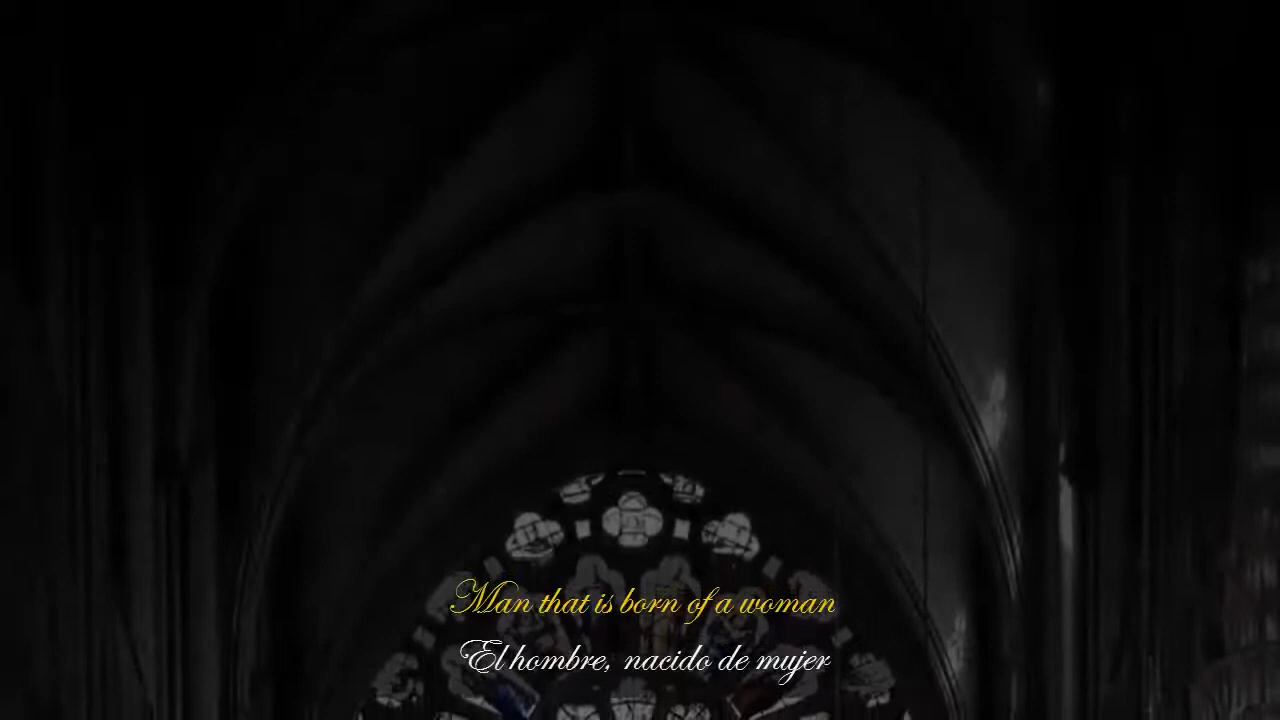 Man that is born of a woman
El hombre, nacido de mujer